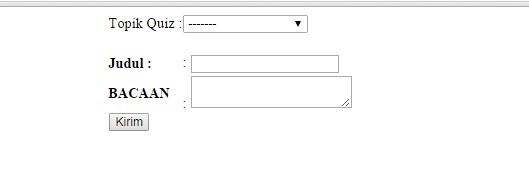 Topik Quiz : -------
Judul : :
BACAAN :
Kirim